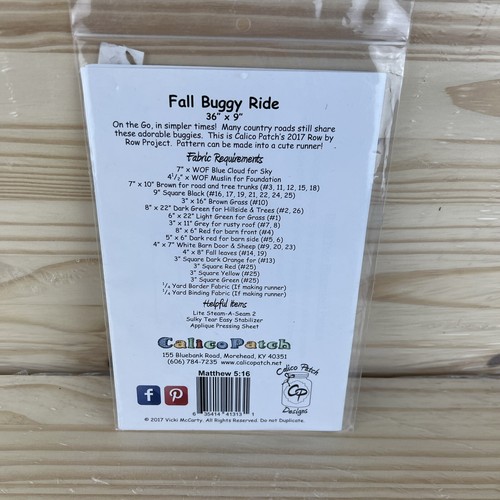 Fall Buggy Ride
36" x 9"
On the Go, in simpler times! Many country roads still share
these adorable buggies. This is Calico Patch's 2017 Row by
Row Project. Pattern can be made into a cute runner!
Fabric Requirements
7" x WOF Blue Cloud for Sky
4½" x WOF Muslin for Foundation
7" x 10" Brown for road and tree trunks (#3, 11, 12, 15, 18)
9" Square Black (#16, 17, 19, 21, 22, 24, 25)
3" x 16" Brown Grass (#10)
8" x 22" Dark Green for Hillside & Trees (#2, 26)
6" x 22" Light Green for Grass (#1)
3" x 11" Grey for rusty roof (#7, 8)
8" x 6" Red for barn front (#4)
5" x 6" Dark red for barn side (#5, 6)
4" x 7" White Barn Door & Sheep (#9, 20, 23)
4" x 8" Fall leaves (#14, 19)
3" Square Dark Orange for (#13)
3" Square Red (#25)
3" Square Yellow (#25)
3" Square Green (#25)
¼ Yard Border Fabric (If making runner)
¼ Yard Binding Fabric (If making runner)
Helpful Items
Lite Steam-A-Seam 2
Sulky Tear Easy Stabilizer
Applique Pressing Sheet
Calico Patch
155 Bluebank Road, Morehead, KY 40351
(606) 784-7235 www.calicopatch.net
Matthew 5:16
6 35414 41313 1
Calico Patch
CP
Designs
© 2017 Vicki McCarty. All Rights Reserved. Do not Duplicate.